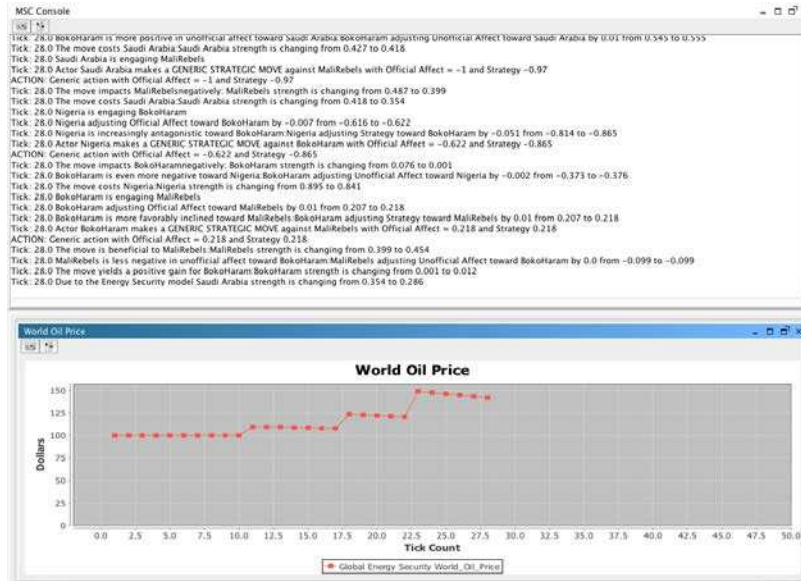 MSC Console
Tick: 28.0 BokoHaram is more positive in unofficial affect toward Saudi Arabia:BokoHaram adjusting Unofficial Affect toward Saudi Arabia by 0.01 from 0.545 to 0.555
Tick: 28.0 The move costs Saudi Arabia:Saudi Arabia strength is changing from 0.427 to 0.418
Tick: 28.0 Saudi Arabia is engaging MaliRebels
Tick: 28.0 Actor Saudi Arabia makes a GENERIC STRATEGIC MOVE against MaliRebels with Official Affect = -1 and Strategy -0.97
ACTION: Generic action with Official Affect = -1 and Strategy -0.97
Tick: 28.0 The move impacts MaliRebelsnegatively: MaliRebels strength is changing from 0.487 to 0.399
Tick: 28.0 The move costs Saudi Arabia:Saudi Arabia strength is changing from 0.418 to 0.354
Tick: 28.0 Nigeria is engaging BokoHaram
Tick: 28.0 Nigeria adjusting Official Affect toward BokoHaram by -0.007 from -0.616 to -0.622
Tick: 28.0 Nigeria is increasingly antagonistic toward BokoHaram:Nigeria adjusting Strategy toward BokoHaram by -0.051 from -0.814 to -0.865
Tick: 28.0 Actor Nigeria makes a GENERIC STRATEGIC MOVE against BokoHaram with Official Affect = -0.622 and Strategy -0.865
ACTION: Generic action with Official Affect = -0.622 and Strategy -0.865
Tick: 28.0 The move impacts BokoHaramnegatively: BokoHaram strength is changing from 0.076 to 0.001
Tick: 28.0 BokoHaram is even more negative toward Nigeria:BokoHaram adjusting Unofficial Affect toward Nigeria by -0.002 from -0.373 to -0.376
Tick: 28.0 The move costs Nigeria:Nigeria strength is changing from 0.895 to 0.841
Tick: 28.0 BokoHaram is engaging MaliRebels
Tick: 28.0 BokoHaram adjusting Official Affect toward MaliRebels by 0.01 from 0.207 to 0.218
Tick: 28.0 BokoHaram is more favorably inclined toward MaliRebels:BokoHaram adjusting Strategy toward MaliRebels by 0.01 from 0.207 to 0.218
Tick: 28.0 Actor BokoHaram makes a GENERIC STRATEGIC MOVE against MaliRebels with Official Affect = 0.218 and Strategy 0.218
ACTION: Generic action with Official Affect = 0.218 and Strategy 0.218
Tick: 28.0 The move is beneficial to MaliRebels:MaliRebels strength is changing from 0.399 to 0.454
Tick: 28.0 MaliRebels is less negative in unofficial affect toward BokoHaram:MaliRebels adjusting Unofficial Affect toward BokoHaram by 0.0 from -0.099 to -0.099
Tick: 28.0 The move yields a positive gain for BokoHaram:BokoHaram strength is changing from 0.001 to 0.012
Tick: 28.0 Due to the Energy Security model Saudi Arabia strength is changing from 0.354 to 0.286
World Oil Price
World Oil Price
150
125
100
75
50
25
0
Dollars
0.0 2.5 5.0 7.5 10.0 12.5 15.0 17.5 20.0 22.5 25.0 27.5 30.0 32.5 35.0 37.5 40.0 42.5 45.0 47.5 50.0
Tick Count
Global Energy Security World_Oil_Price